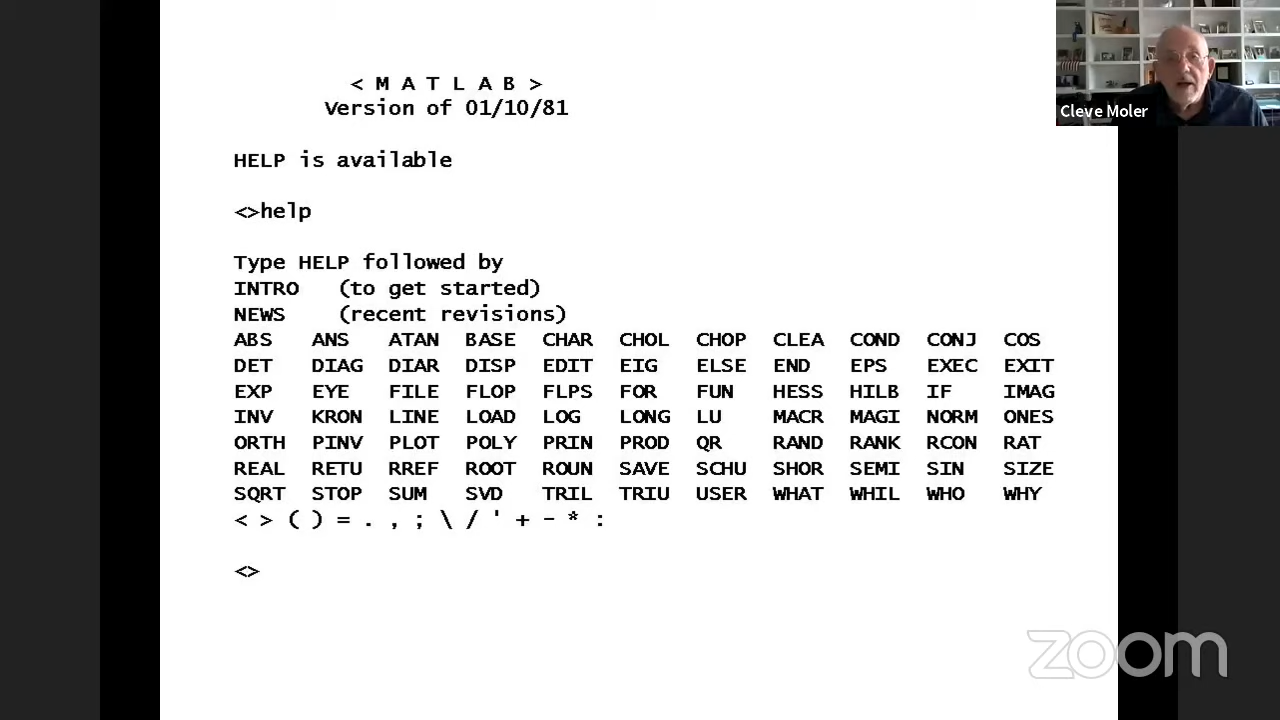 < M A T L A B >
Version of 01/10/81
HELP is available
<>help
Type HELP followed by
INTRO (to get started)
NEWS (recent revisions)
ABS ANS ATAN BASE CHAR CHOL CHOP CLEA COND CONJ COS
DET DIAG DIAR DISP EDIT EIG ELSE END EPS EXEC EXIT
EXP EYE FILE FLOP FLPS FOR FUN HESS HILB IF IMAG
INV KRON LINE LOAD LOG LONG LU MACR MAGI NORM ONES
ORTH PINV PLOT POLY PRIN PROD QR RAND RANK RCON RAT
REAL RETU RREF ROOT ROUN SAVE SCHU SHOR SEMI SIN SIZE
SQRT STOP SUM SVD TRIL TRIU USER WHAT WHIL WHO WHY
< > ( ) = . , ; \ / ' + - * :
<>
Cleve Moler
zoom